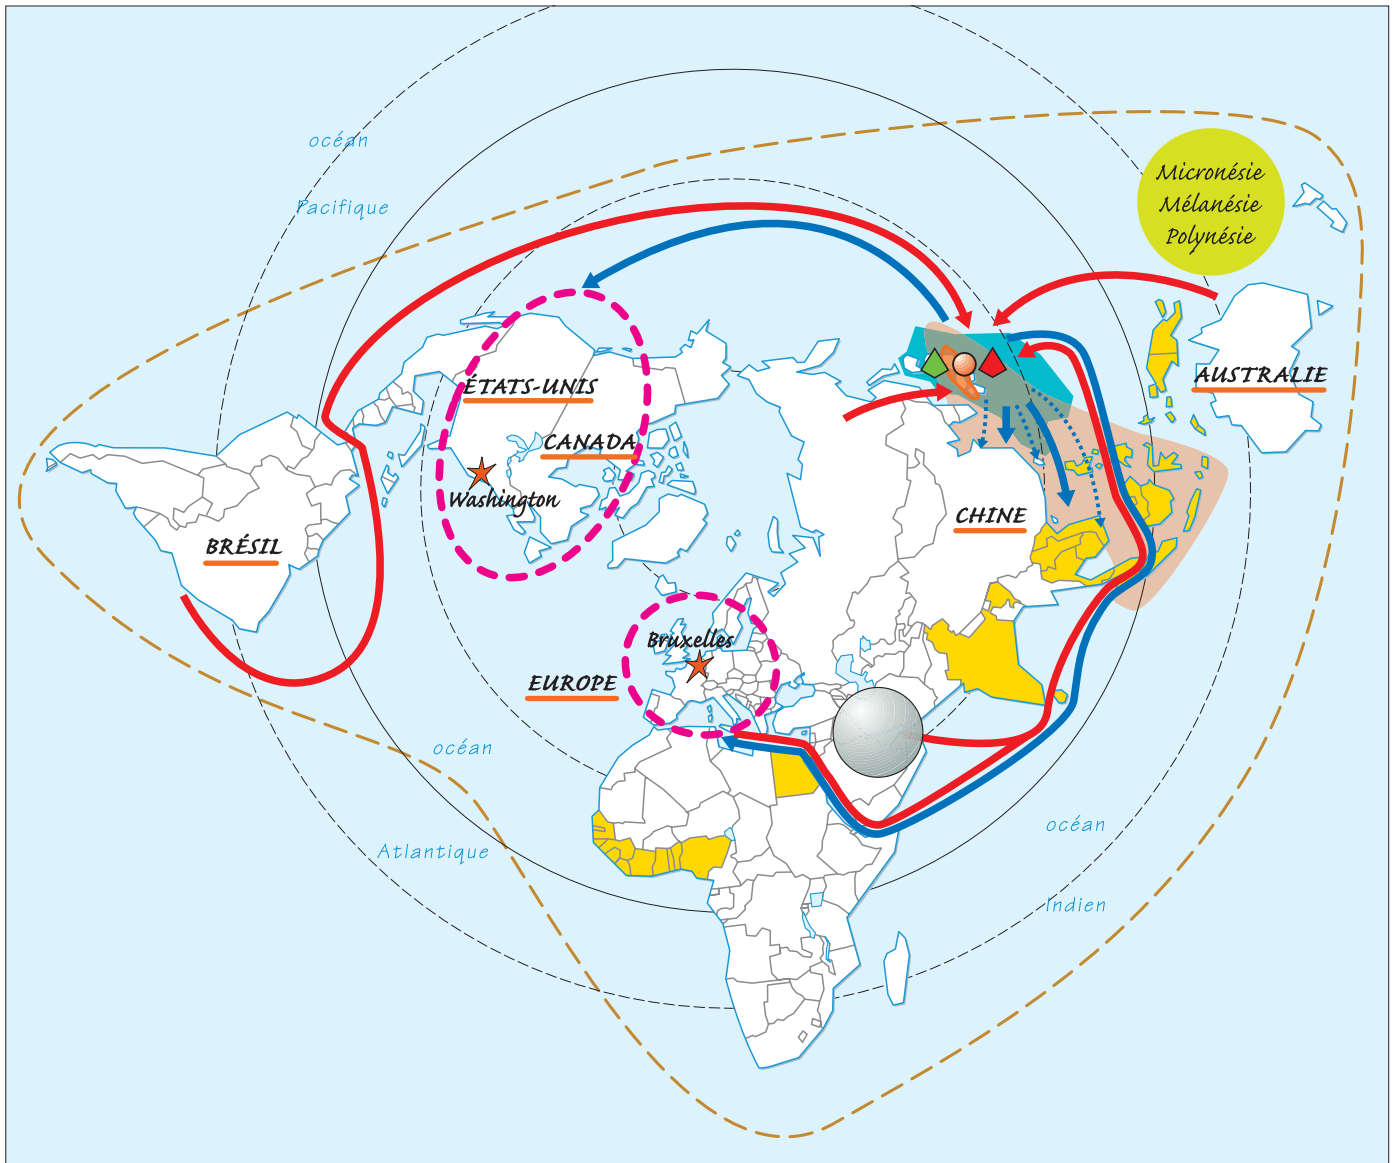 océan
Pacifique
Micronésie
Mélanésie
Polynésie
ÉTATS-UNIS
AUSTRALIE
CANADA
Washington
CHINE
BRÉSIL
Bruxelles
EUROPE
océan
Atlantique
océan
Indien